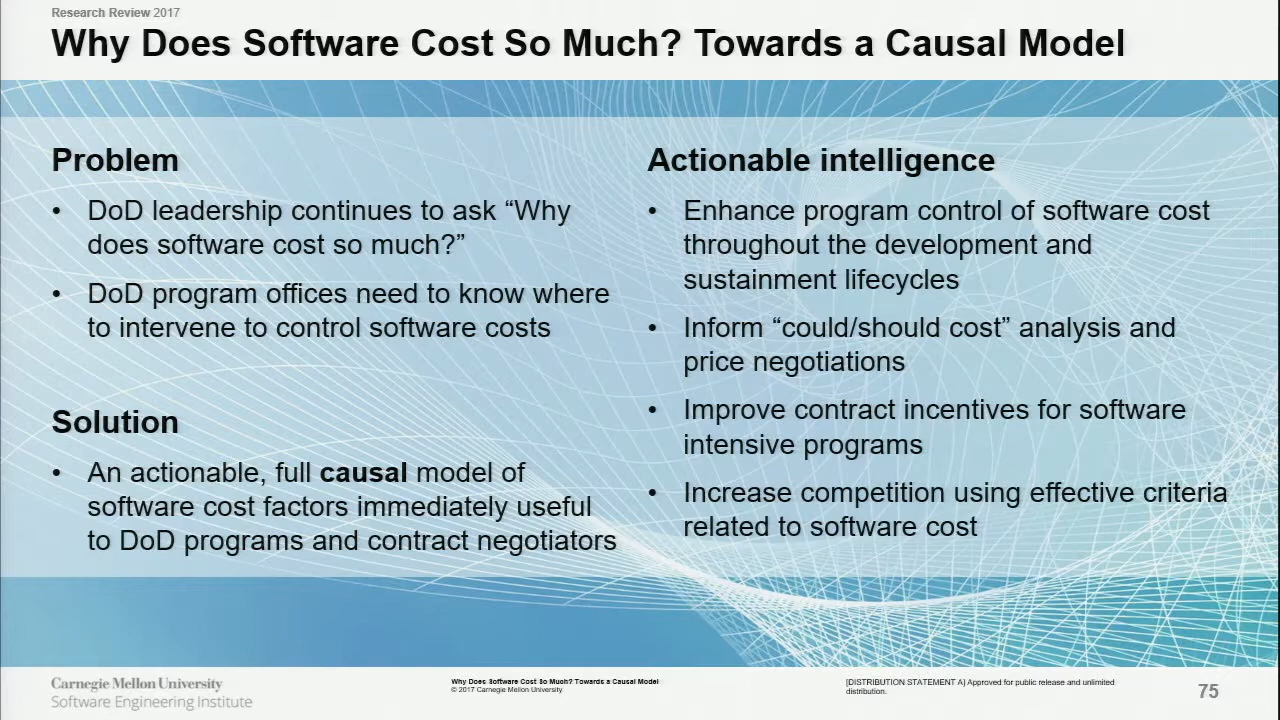 Research Review 2017
Why Does Software Cost So Much? Towards a Causal Model
Problem
• DoD leadership continues to ask “Why
does software cost so much?”
• DoD program offices need to know where
to intervene to control software costs
Solution
• An actionable, full causal model of
software cost factors immediately useful
to DoD programs and contract negotiators
Actionable intelligence
• Enhance program control of software cost
throughout the development and
sustainment lifecycles
• Inform “could/should cost” analysis and
price negotiations
• Improve contract incentives for software
intensive programs
• Increase competition using effective criteria
related to software cost
Carnegie Mellon University
Software Engineering Institute
Why Does Software Cost So Much? Towards a Causal Model
© 2017 Carnegie Mellon University
[DISTRIBUTION STATEMENT A] Approved for public release and unlimited
distribution.
75